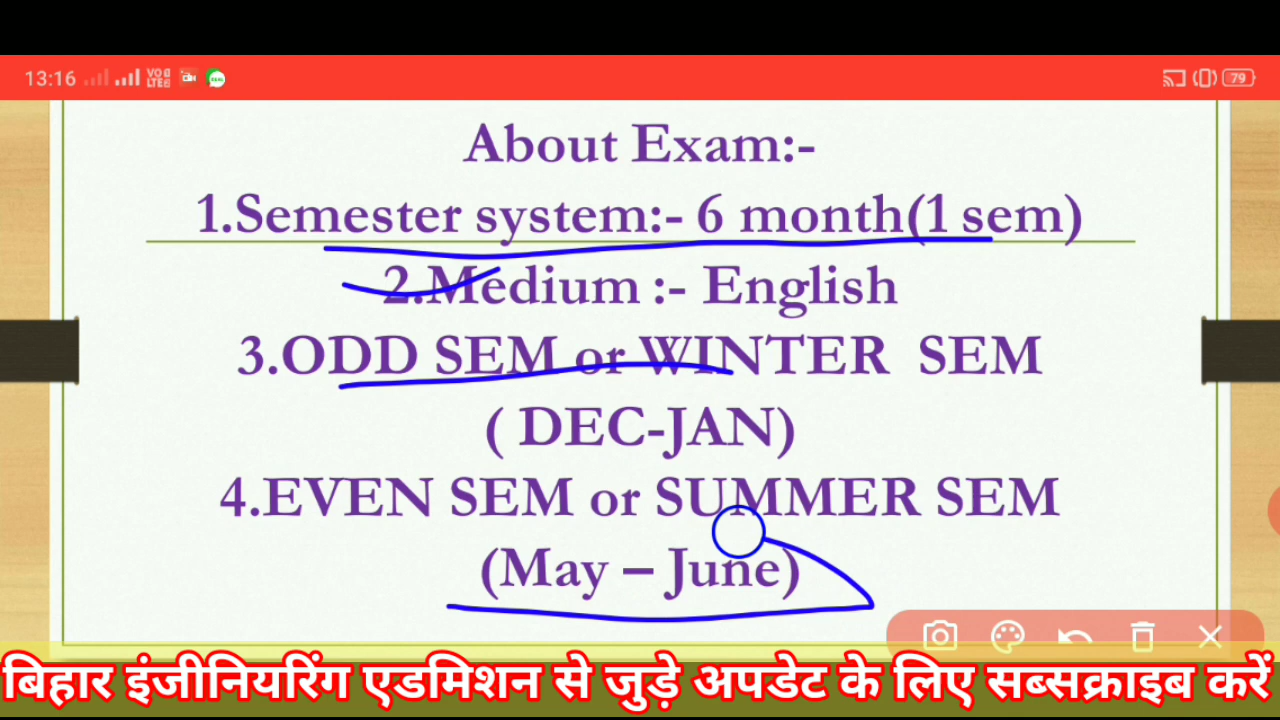 13:16 VO LTE 79
About Exam:-
1.Semester system:- 6 month(1 sem)
2.Medium :- English
3.ODD SEM or WINTER SEM
( DEC-JAN)
4.EVEN SEM or SUMMER SEM
(May – June)
बिहार इंजीनियरिंग एडमिशन से जुड़े अपडेट के लिए सब्सक्राइब करें